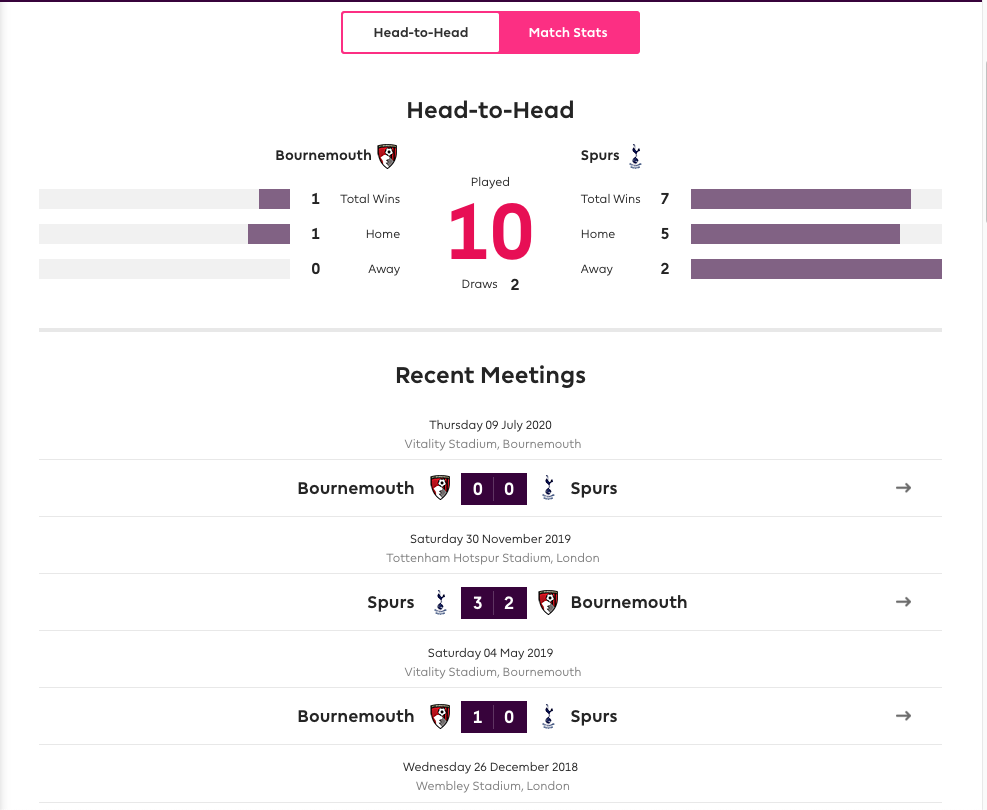 Head-to-Head Match Stats
Head-to-Head
Bournemouth Spurs
Played
1 Total Wins Total Wins 7
10
1 Home Home 5
0 Away Away 2
Draws 2
Recent Meetings
Thursday 09 July 2020
Vitality Stadium, Bournemouth
Bournemouth 0 0 Spurs
Saturday 30 November 2019
Tottenham Hotspur Stadium, London
Spurs 3 2 Bournemouth
Saturday 04 May 2019
Vitality Stadium, Bournemouth
Bournemouth 1 0 Spurs
Wednesday 26 December 2018
Wembley Stadium, London